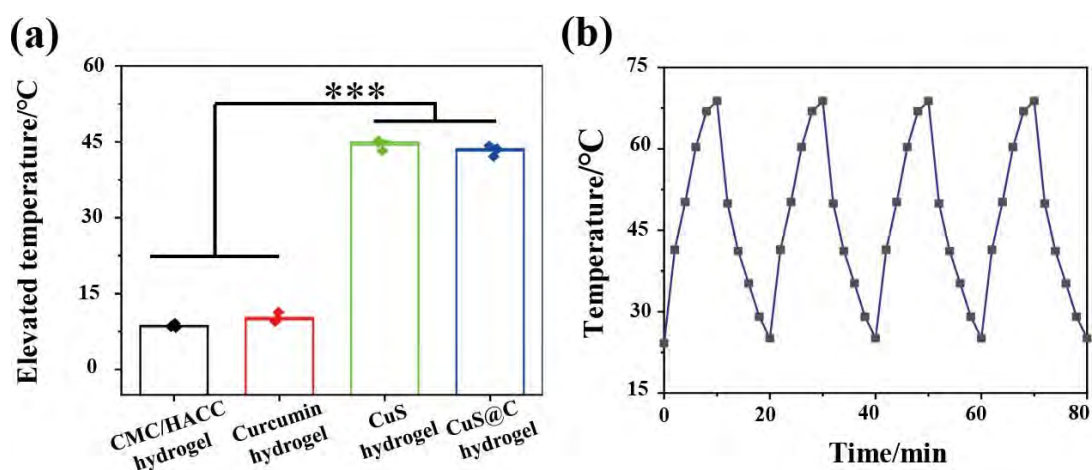 (a)
Elevated temperature/°C
60
45
30
15
0
***
CMC/HACC
hydrogel
Curcumin
hydrogel
CuS
hydrogel
CuS@C
hydrogel
(b)
Temperature/°C
75
60
45
30
15
0
20
40
60
80
Time/min